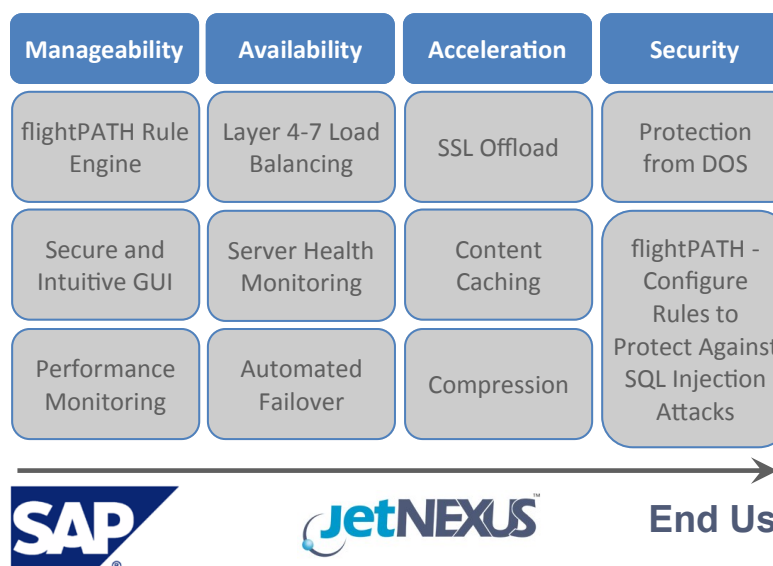 Manageability
Availability
Acceleration
Security
flightPATH Rule
Engine
Layer 4-7 Load
Balancing
SSL Offload
Protection
from DOS
Secure and
Intuitive GUI
Server Health
Monitoring
Content
Caching
flightPATH -
Configure
Rules to
Protect Against
SQL Injection
Attacks
Performance
Monitoring
Automated
Failover
Compression
SAP®
jetNEXUS™
End Us